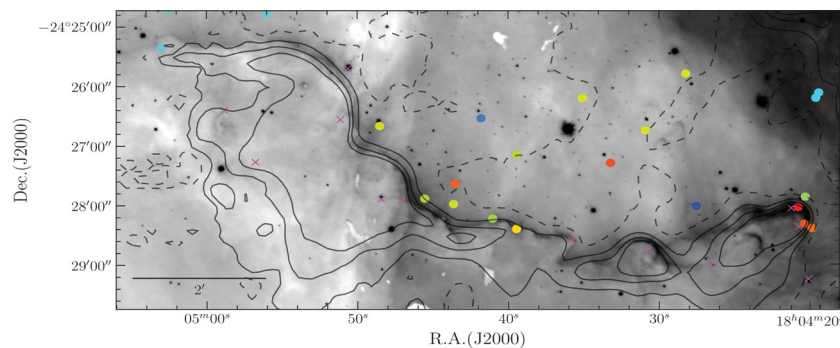 −24°25′00″
26′00″
27′00″
28′00″
29′00″
Dec.(J2000)
2′
05ᵐ00ˢ
50ˢ
40ˢ
30ˢ
18ʰ04ᵐ20ˢ
R.A.(J2000)